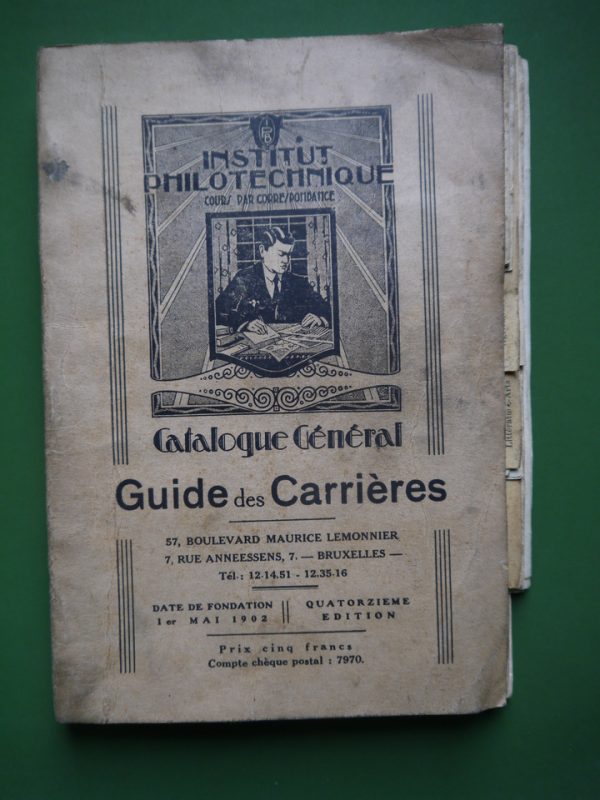 IPB
INSTITUT
PHILOTECHNIQUE
COURS PAR CORRESPONDANCE
Catalogue Général
Guide des Carrières
57, BOULEVARD MAURICE LEMONNIER
7, RUE ANNEESSENS, 7. — BRUXELLES —
Tél.: 12.14.51 - 12.35-16
DATE DE FONDATION
1er MAI 1902
QUATORZIEME
EDITION
Prix cinq francs
Compte chèque postal : 7970.